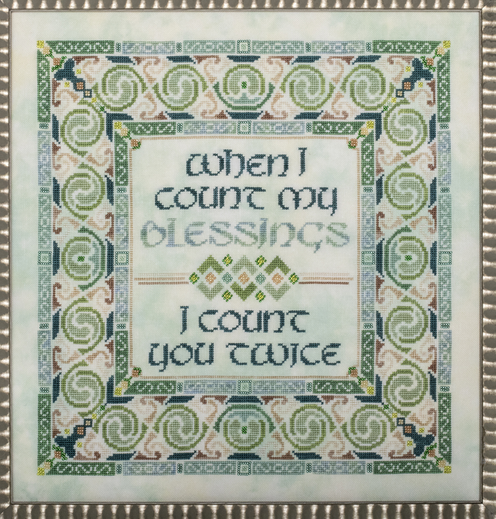 When I
count my
blessings
I count
you twice